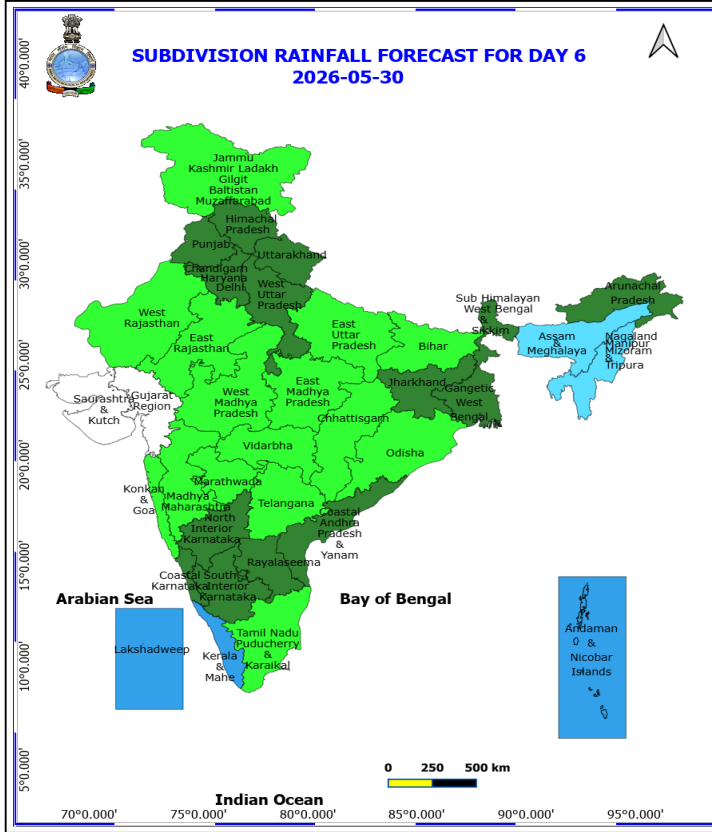 SUBDIVISION RAINFALL FORECAST FOR DAY 6
2026-05-30
40°0.000'
35°0.000'
30°0.000'
25°0.000'
20°0.000'
15°0.000'
10°0.000'
5°0.000'
Jammu
Kashmir Ladakh
Gilgit
Baltistan
Muzaffarabad
Himachal
Pradesh
Punjab
Uttarakhand
Chandigarh
Haryana
Delhi
West
Uttar
Pradesh
West
Rajasthan
East
Rajasthan
East
Uttar
Pradesh
Bihar
Sub Himalayan
West Bengal
&
Sikkim
Arunachal
Pradesh
Assam
&
Meghalaya
Nagaland
Manipur
Mizoram
&
Tripura
Saurashtra
&
Kutch
Gujarat
Region
West
Madhya
Pradesh
East
Madhya
Pradesh
Jharkhand
Gangetic
West
Bengal
Chhattisgarh
Odisha
Vidarbha
Konkan
&
Goa
Madhya
Maharashtra
Marathwada
Telangana
North
Interior
Karnataka
Coastal
Andhra
Pradesh
&
Yanam
Rayalaseema
Coastal
Karnataka
South
Interior
Karnataka
Arabian Sea
Bay of Bengal
Lakshadweep
Kerala
&
Mahe
Tamil Nadu
Puducherry
&
Karaikal
Andaman
&
Nicobar
Islands
0 250 500 km
Indian Ocean
70°0.000' 75°0.000' 80°0.000' 85°0.000' 90°0.000' 95°0.000'